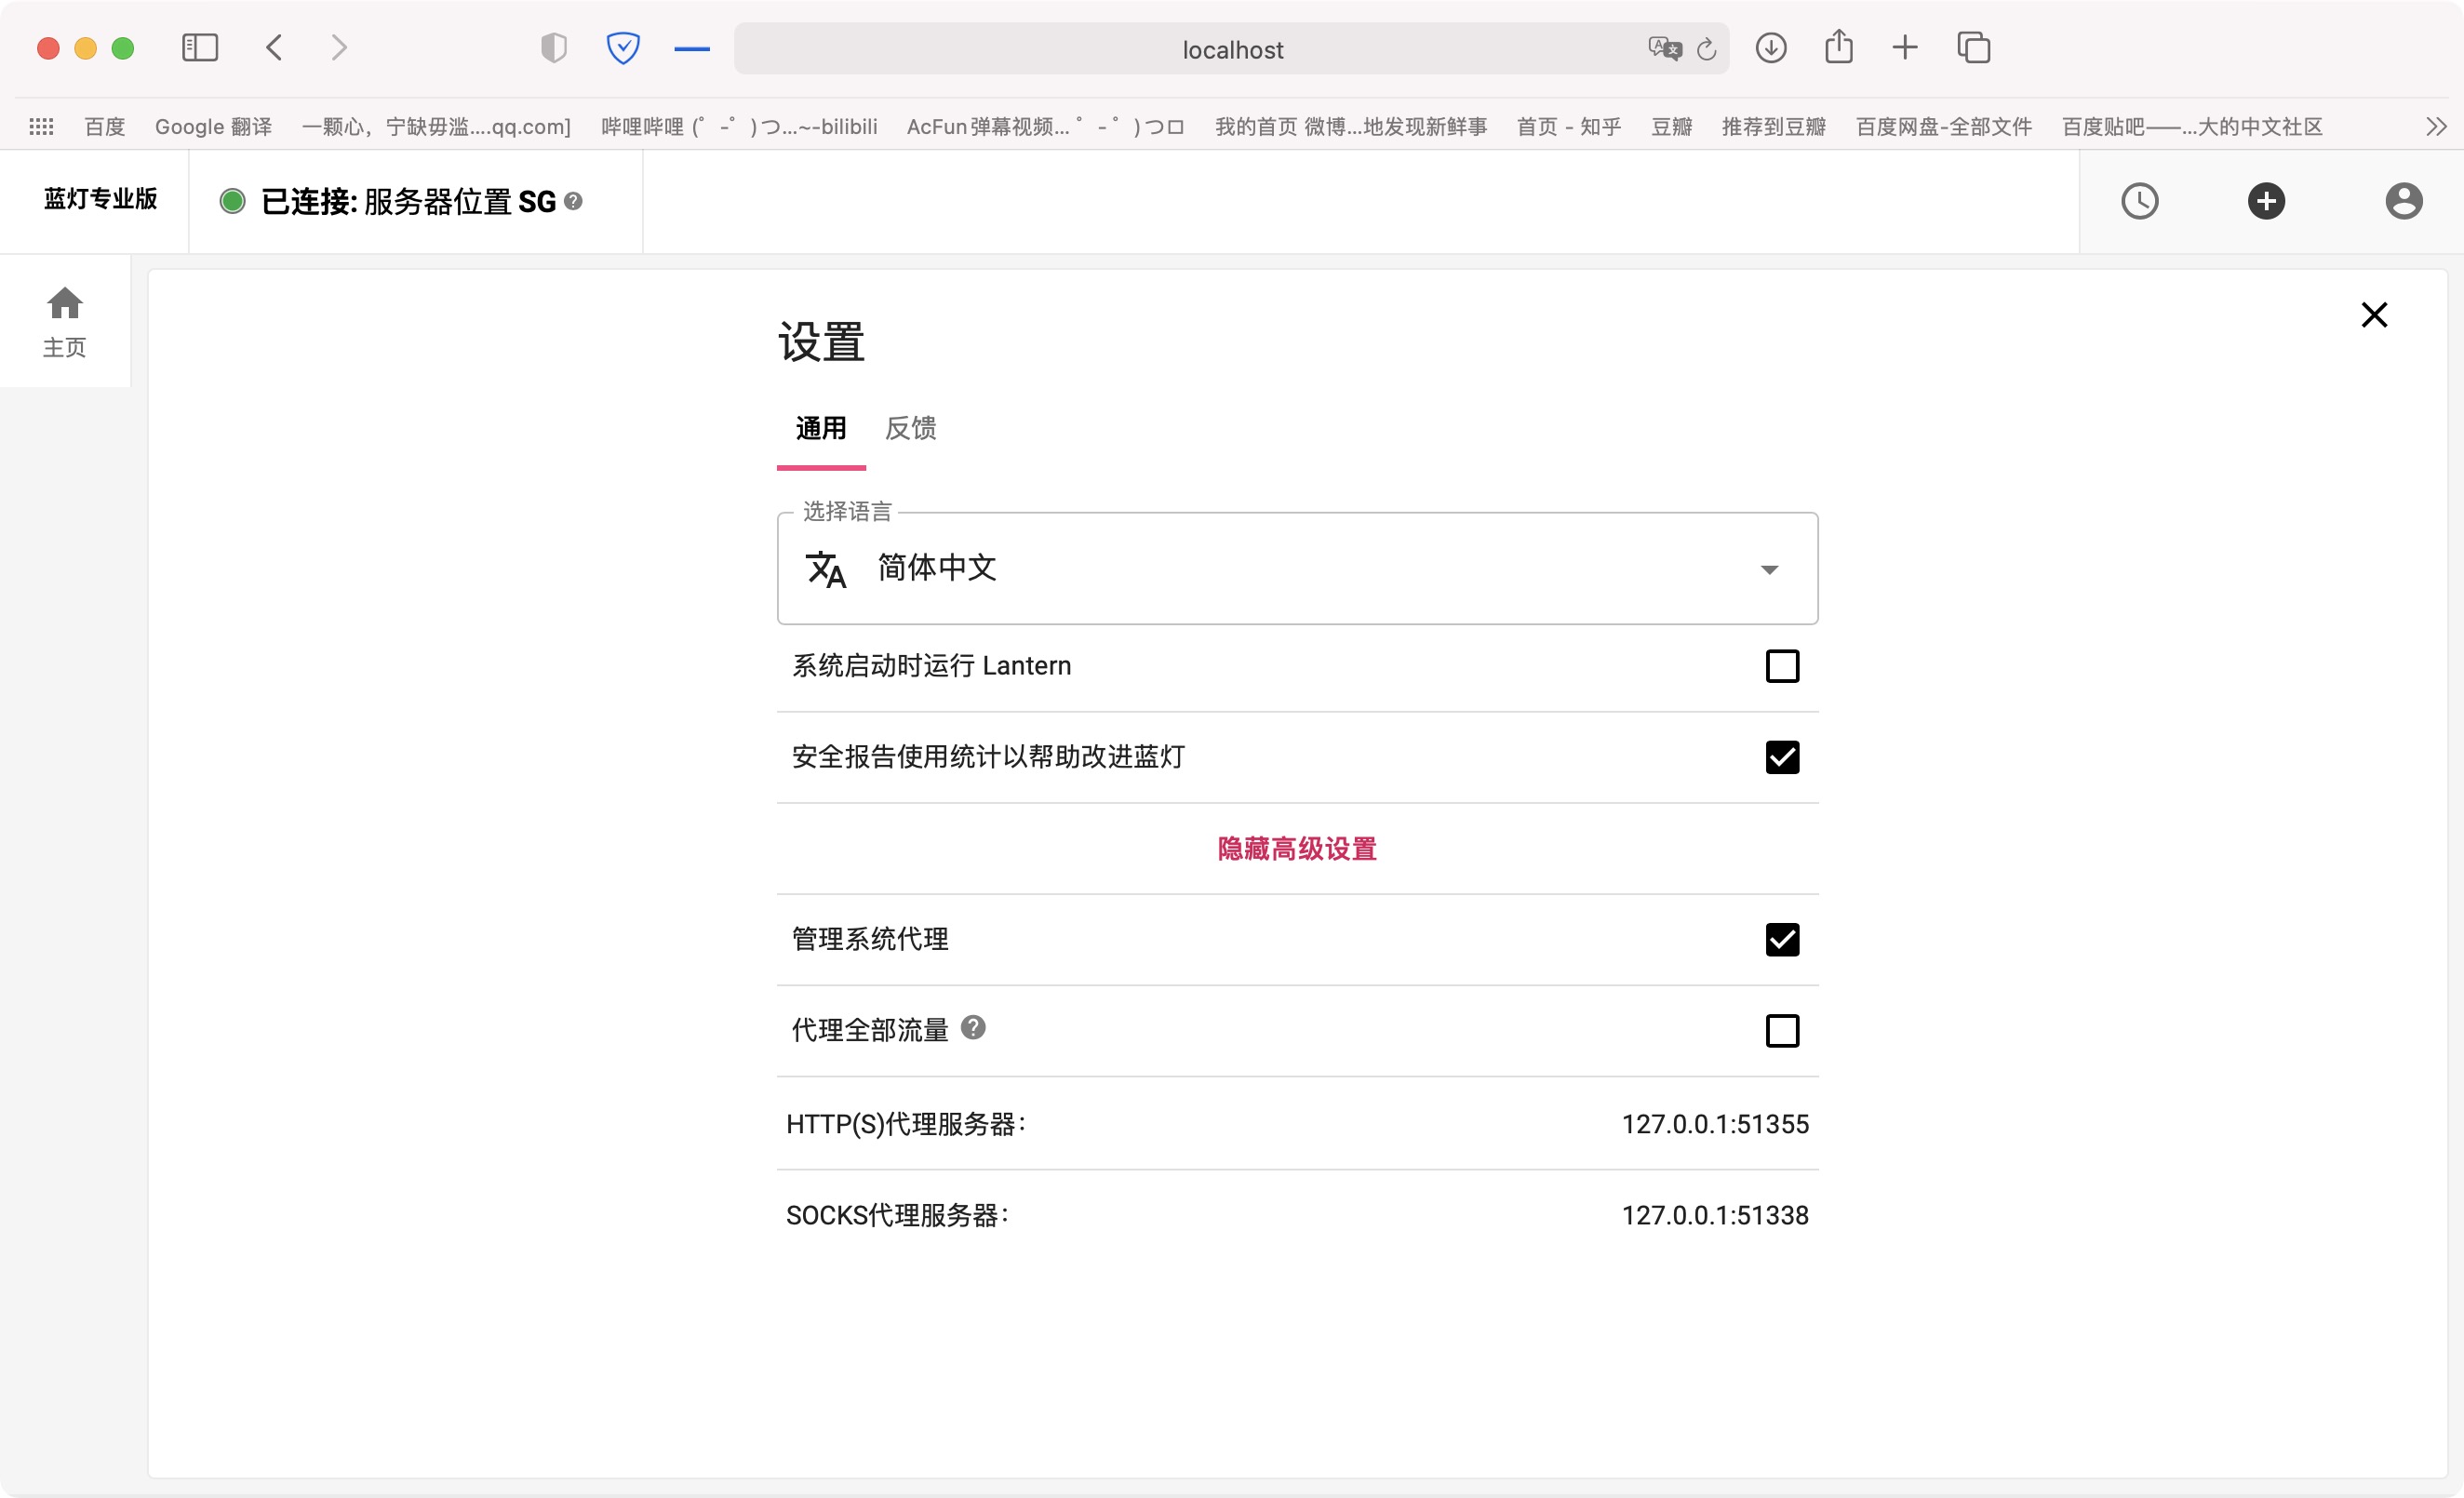 localhost
百度 Google 翻译 一颗心，宁缺毋滥....qq.com] 哔哩哔哩 (゜-゜)つ...~-bilibili AcFun弹幕视频...゜- ゜)つロ 我的首页 微博...地发现新鲜事 首页 - 知乎 豆瓣 推荐到豆瓣 百度网盘-全部文件 百度贴吧——...大的中文社区
蓝灯专业版 已连接: 服务器位置 SG
主页
设置
通用 反馈
选择语言
简体中文
系统启动时运行 Lantern
安全报告使用统计以帮助改进蓝灯
隐藏高级设置
管理系统代理
代理全部流量
HTTP(S)代理服务器： 127.0.0.1:51355
SOCKS代理服务器： 127.0.0.1:51338